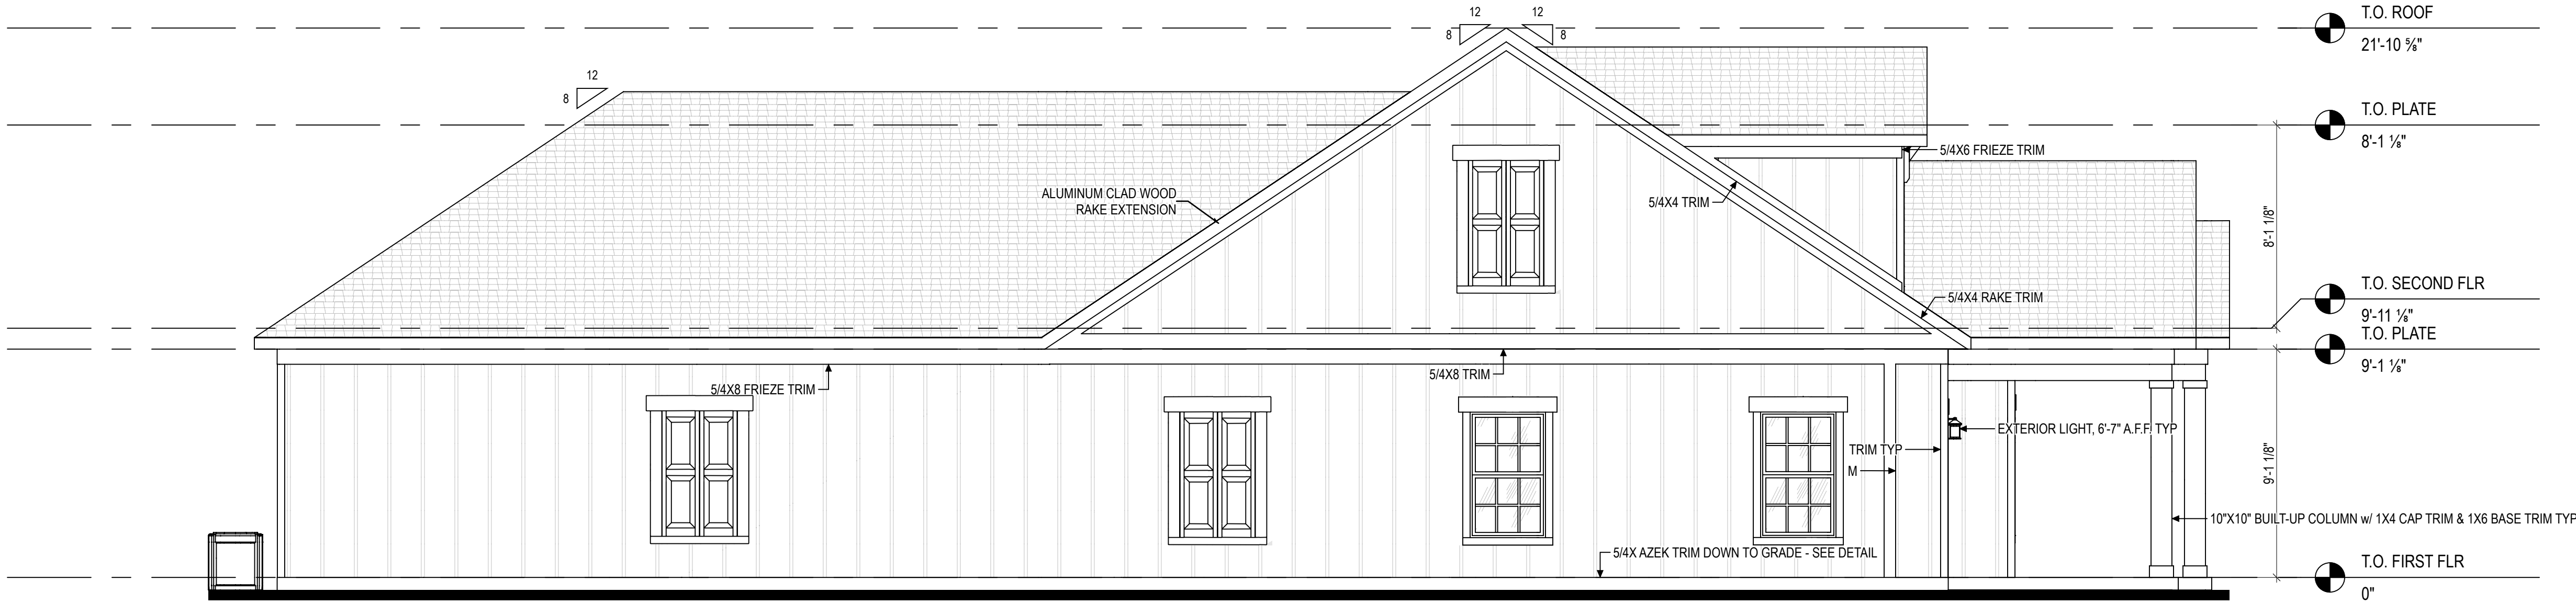 12
12
T.O. ROOF
8
8
21'-10 ⅝"
12
8
T.O. PLATE
8'-1 ⅛"
5/4X6 FRIEZE TRIM
ALUMINUM CLAD WOOD
RAKE EXTENSION
5/4X4 TRIM
8'-1 1/8"
T.O. SECOND FLR
5/4X4 RAKE TRIM
9'-11 ⅛"
T.O. PLATE
9'-1 ⅛"
5/4X8 TRIM
5/4X8 FRIEZE TRIM
EXTERIOR LIGHT, 6'-7" A.F.F. TYP
TRIM TYP
M
9'-1 1/8"
10"X10" BUILT-UP COLUMN w/ 1X4 CAP TRIM & 1X6 BASE TRIM TYP
5/4X AZEK TRIM DOWN TO GRADE - SEE DETAIL
T.O. FIRST FLR
0"